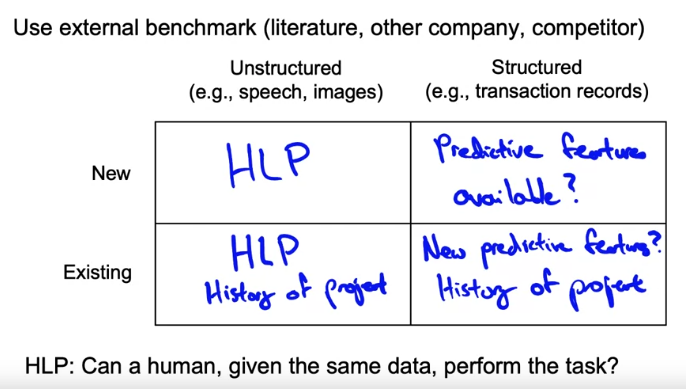 Use external benchmark (literature, other company, competitor)
Unstructured
(e.g., speech, images)
Structured
(e.g., transaction records)
New
HLP
Predictive features
available?
Existing
HLP
History of project
New predictive features?
History of project
HLP: Can a human, given the same data, perform the task?